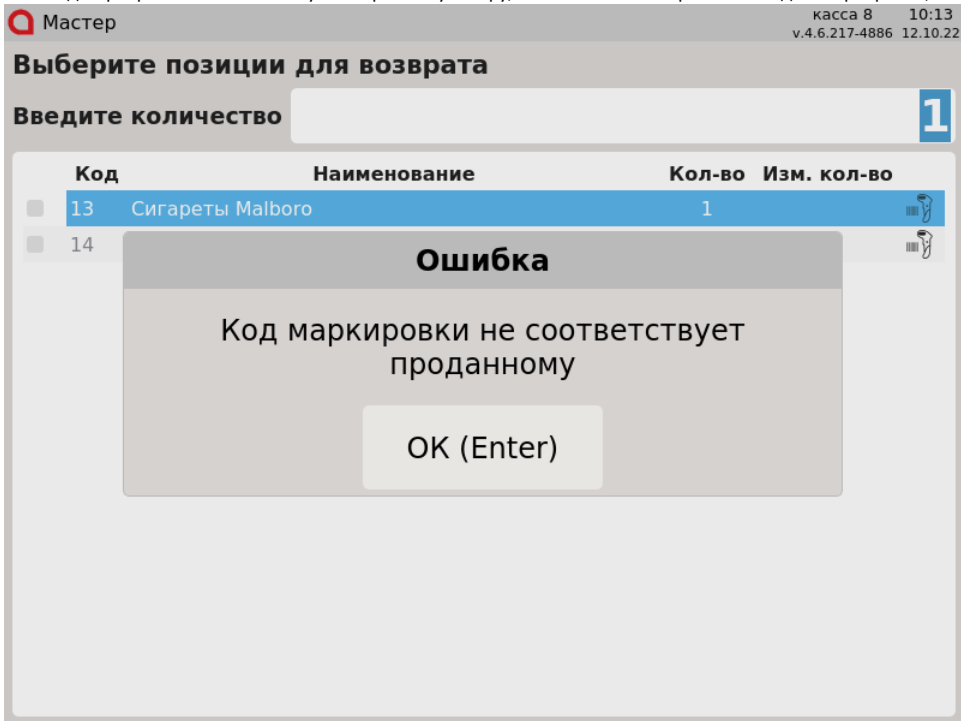 Мастер
касса 8 10:13
v.4.6.217-4886 12.10.22
Выберите позиции для возврата
Введите количество 1
Код Наименование Кол-во Изм. кол-во
13 Сигареты Malboro 1
14
Ошибка
Код маркировки не соответствует
проданному
ОК (Enter)